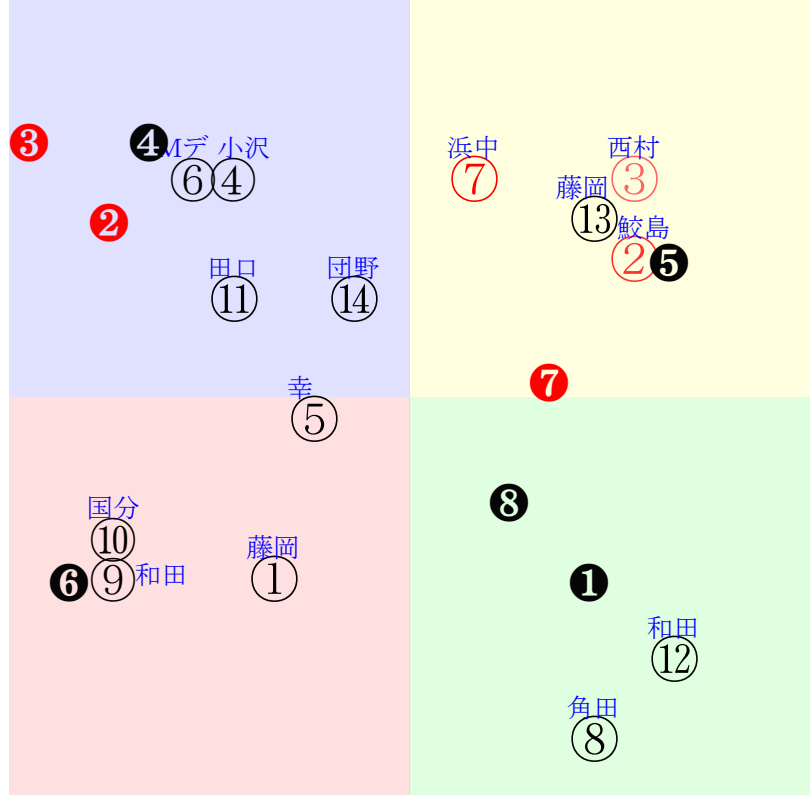 ❸
❹
Mデ
小沢
⑥
④
❷
田口
団野
⑪
⑭
浜中
西村
⑦
③
藤岡
⑬
鮫島
②
❺
❼
幸
⑤
国分
⑩
❻
⑨
和田
藤岡
①
❽
❶
和田
⑫
角田
⑧